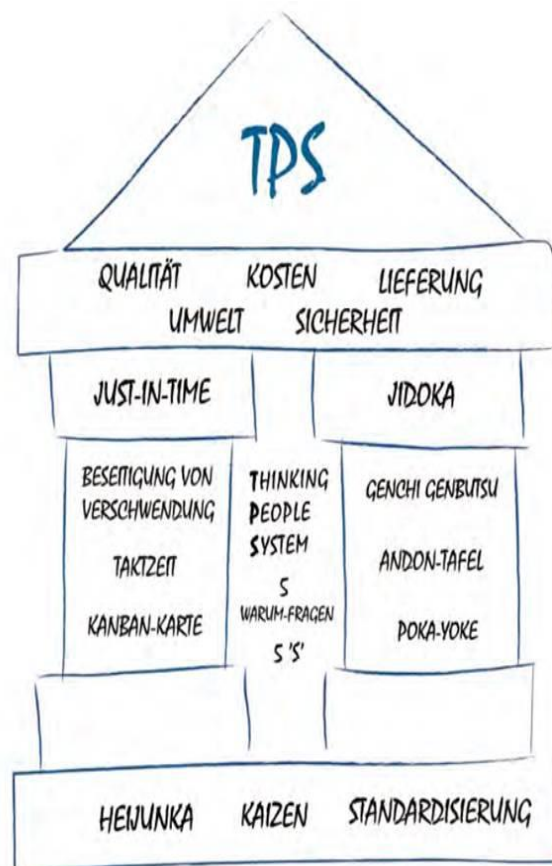 TPS
QUALITÄT KOSTEN LIEFERUNG
UMWELT SICHERHEIT
JUST-IN-TIME
JIDOKA
BESEITIGUNG VON
VERSCHWENDUNG
TAKTZEIT
KANBAN-KARTE
THINKING
PEOPLE
SYSTEM
5
WARUM-FRAGEN
5 'S'
GENCHI GENBUTSU
ANDON-TAFEL
POKA-YOKE
HEIJUNKA KAIZEN STANDARDISIERUNG